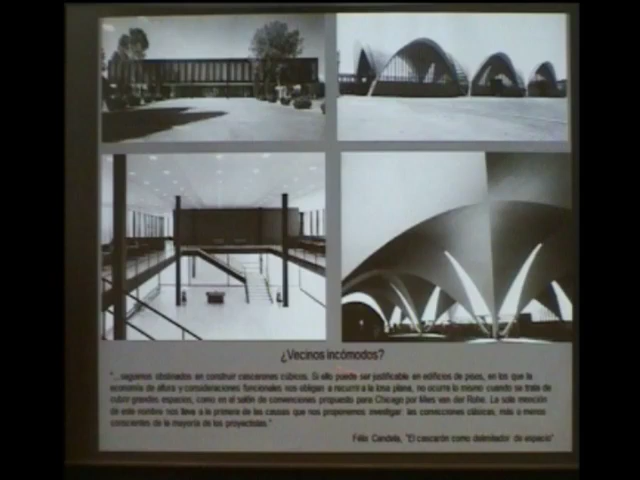 ¿Vecinos incómodos?
"... seguimos obstinados en construir cascarones cúbicos. Si ello puede ser justificable en edificios de pisos, en los que la
economía de altura y consideraciones funcionales nos obligan a recurrir a la losa plana, no ocurre lo mismo cuando se trata de
cubrir grandes espacios, como en el salón de convenciones propuesto para Chicago por Mies van der Rohe. La sola mención
de este nombre nos lleva a la primera de las causas que nos proponemos investigar: las convicciones clásicas, más o menos
conscientes de la mayoría de los proyectistas."
Félix Candela, "El cascarón como delimitador de espacio"